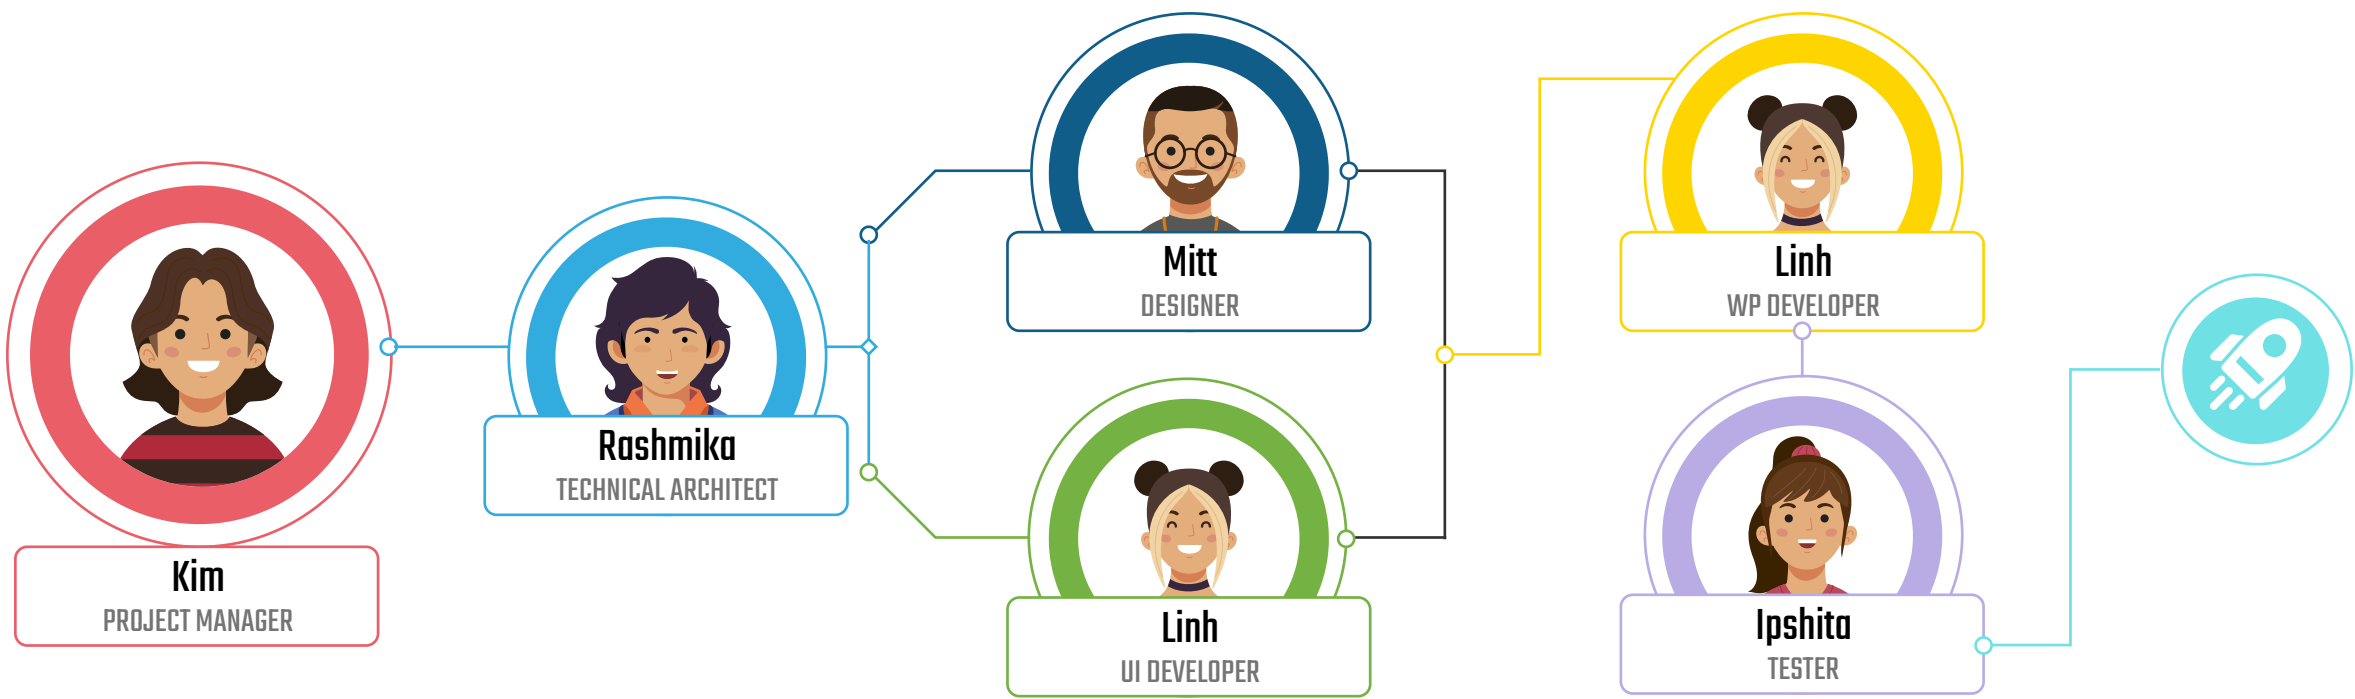 Kim
PROJECT MANAGER
Rashmika
TECHNICAL ARCHITECT
Mitt
DESIGNER
Linh
UI DEVELOPER
Linh
WP DEVELOPER
Ipshita
TESTER